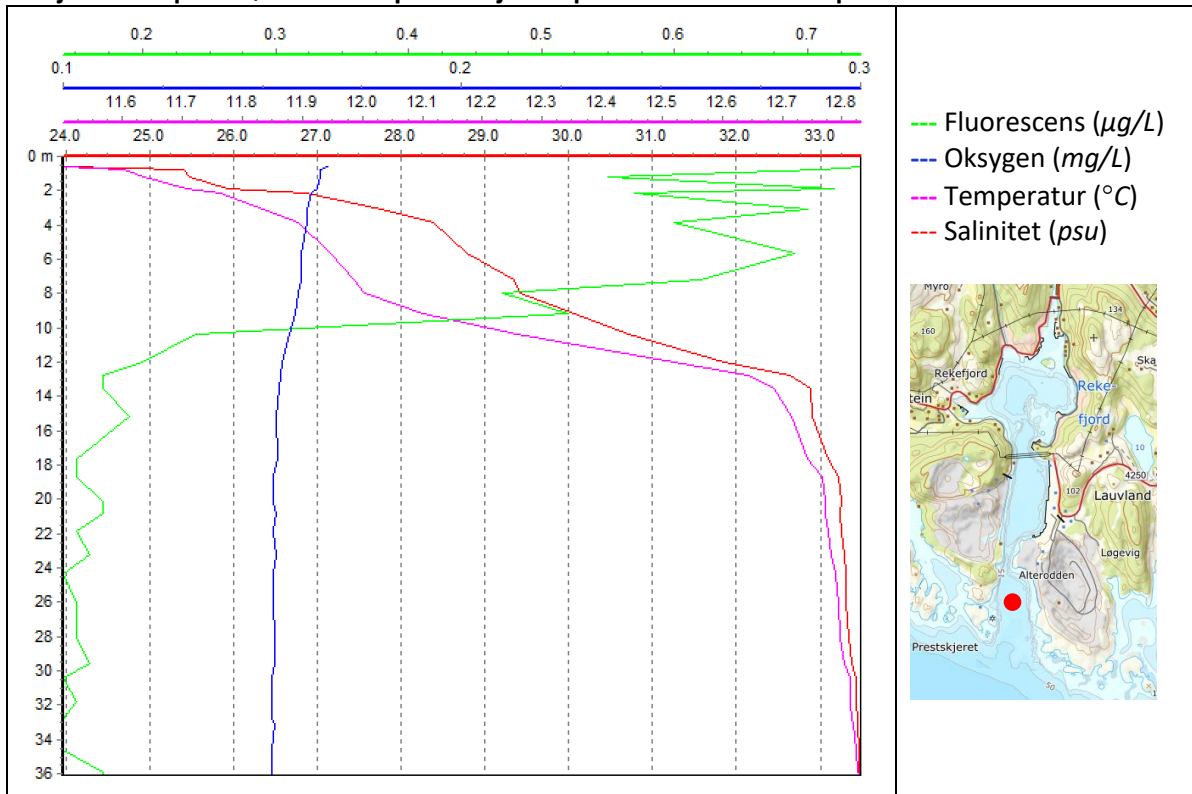 0.2 0.3 0.4 0.5 0.6 0.7
0.1 0.2 0.3
11.6 11.7 11.8 11.9 12.0 12.1 12.2 12.3 12.4 12.5 12.6 12.7 12.8
24.0 25.0 26.0 27.0 28.0 29.0 30.0 31.0 32.0 33.0
0 m
2
4
6
8
10
12
14
16
18
20
22
24
26
28
30
32
34
36
--- Fluorescens (µg/L)
--- Oksygen (mg/L)
--- Temperatur (°C)
--- Salinitet (psu)
Myro
160
134
Rekefjord
Ska
tein
Reke-
fjord
10
4250
102
Lauvland
Løgevig
15
Alterodden
Prestskjeret
50